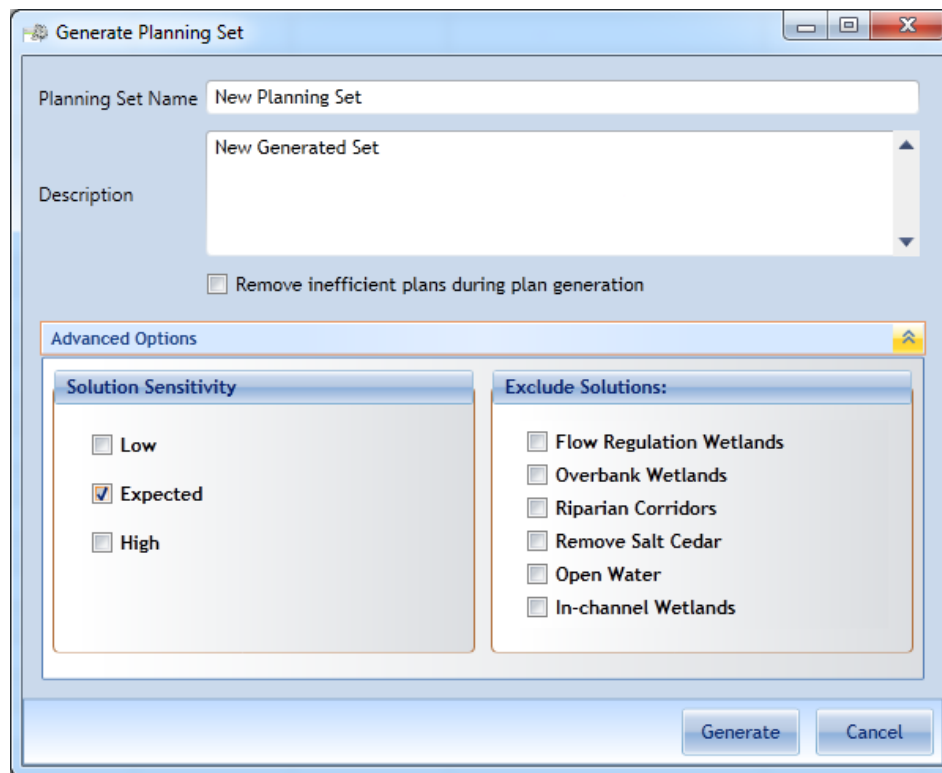 Generate Planning Set
Planning Set Name
New Planning Set
Description
New Generated Set
Remove inefficient plans during plan generation
Advanced Options
Solution Sensitivity
Low
Expected
High
Exclude Solutions:
Flow Regulation Wetlands
Overbank Wetlands
Riparian Corridors
Remove Salt Cedar
Open Water
In-channel Wetlands
Generate
Cancel